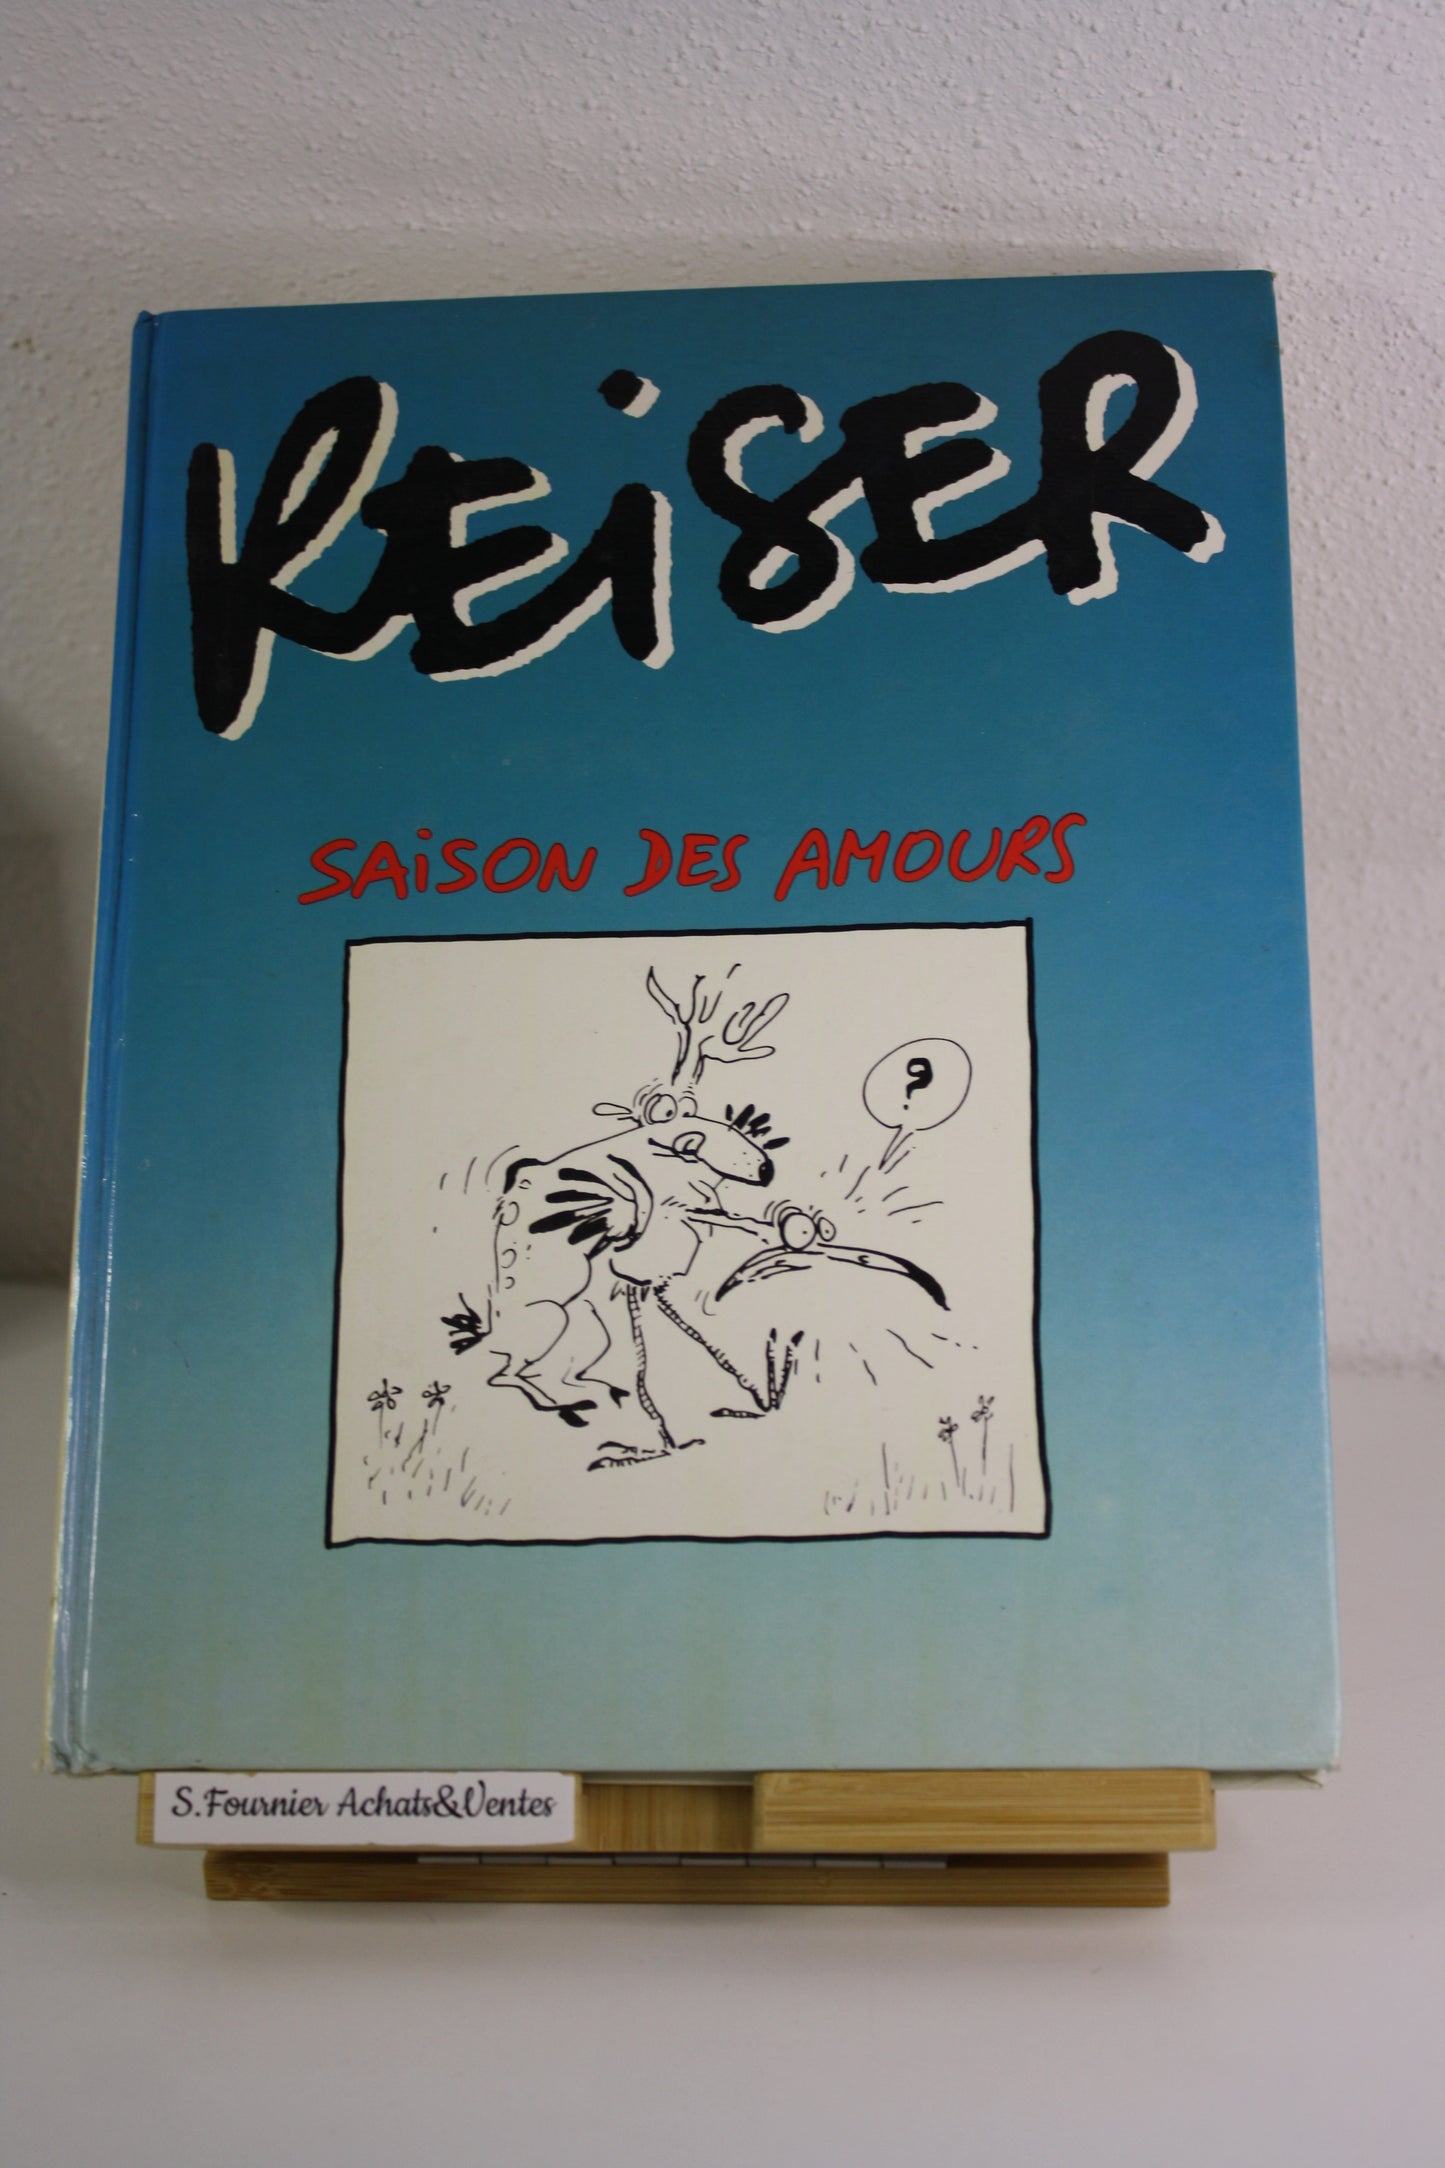 REiSER
SAiSON DES AMOURS
?
S.Fournier Achats&Ventes